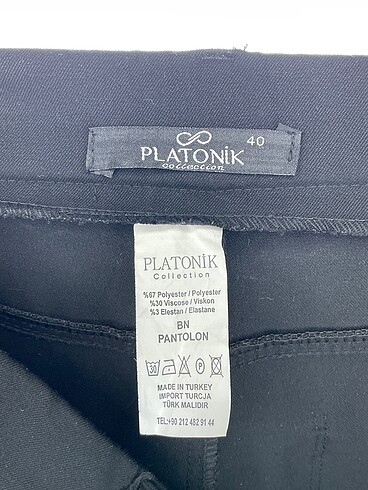 40
PLATONİK
collection
PLATONİK
Collection
%67 Polyester / Polyester
%30 Viscose / Viskon
%3 Elestan / Elastane
BN
PANTOLON
30 P
MADE IN TURKEY
IMPORT TURCJA
TÜRK MALIDIR
TEL:+90 212 482 91 44